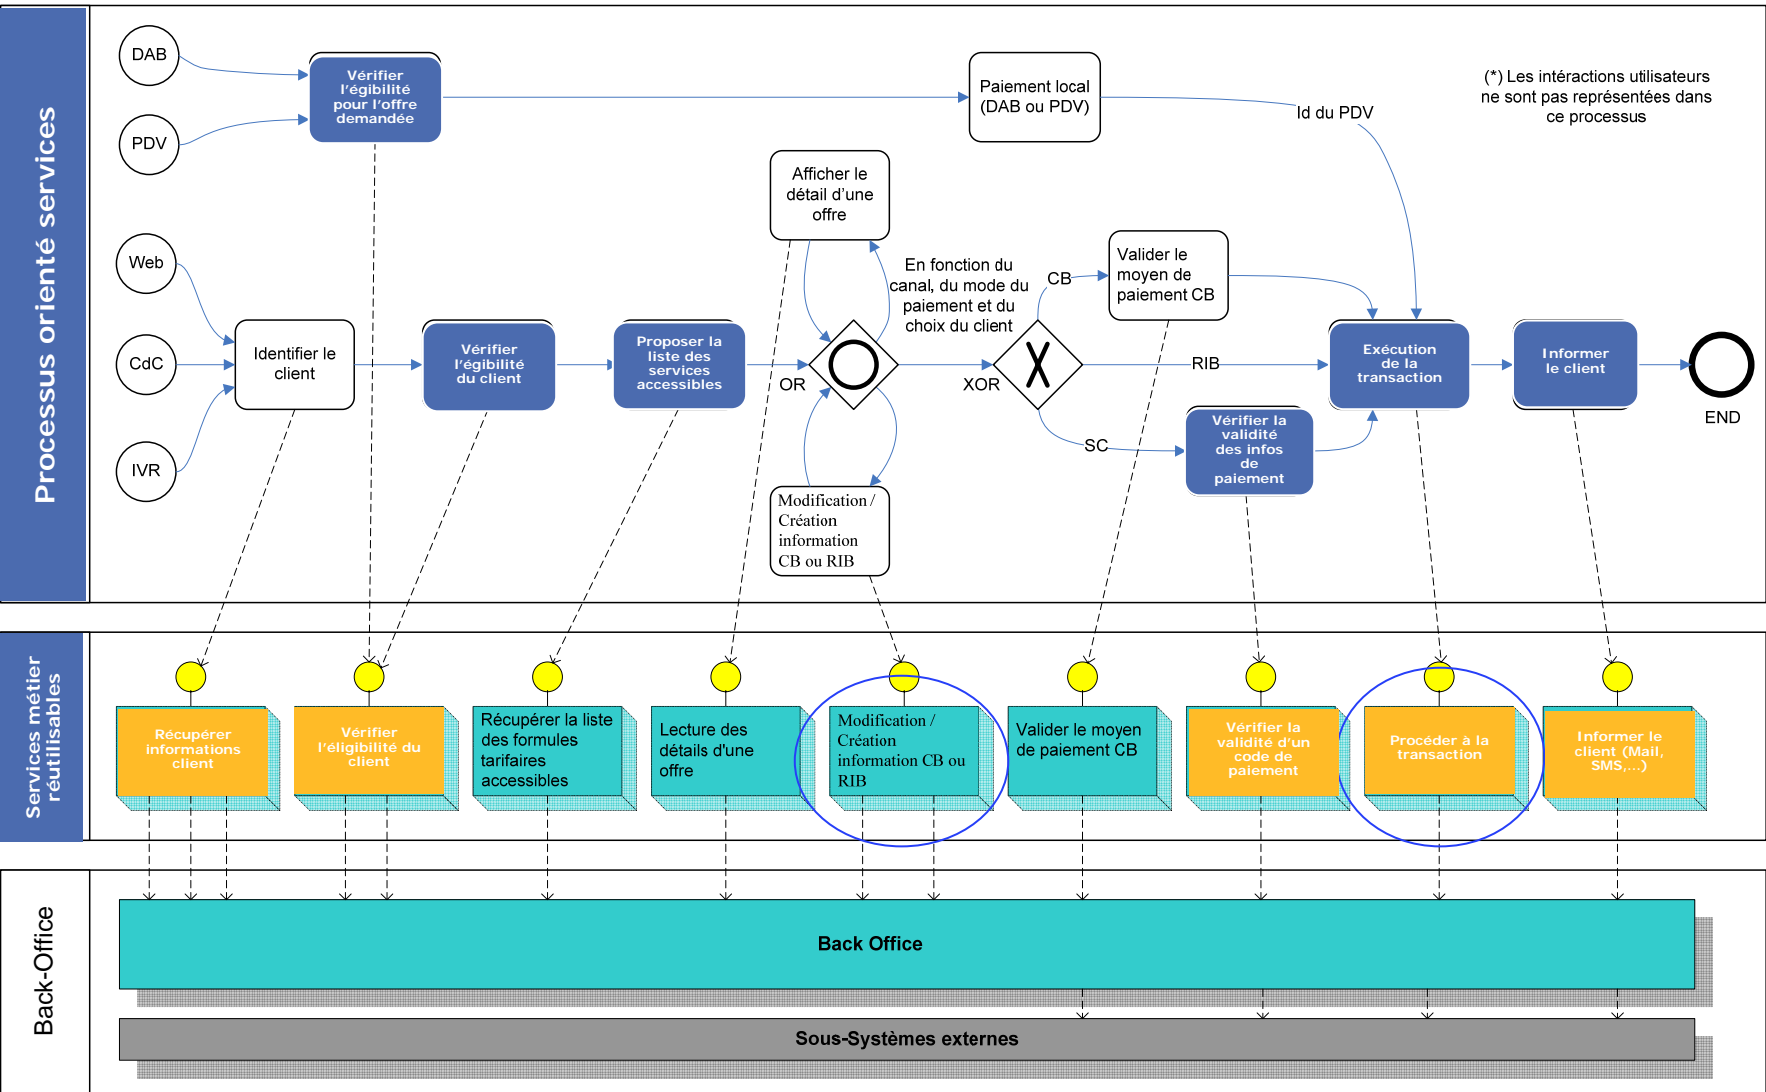 Processus orienté services
DAB
PDV
Web
CdC
IVR
Vérifier
l'égibilité
pour l'offre
demandée
Paiement local
(DAB ou PDV)
Id du PDV
(*) Les intéractions utilisateurs
ne sont pas représentées dans
ce processus
Afficher le
détail d'une
offre
En fonction du
canal, du mode du
paiement et du
choix du client
CB
Valider le
moyen de
paiement CB
Identifier le
client
Vérifier
l'égibilité
du client
Proposer la
liste des
services
accessibles
OR
XOR
RIB
SC
Exécution
de la
transaction
Informer
le client
END
Vérifier la
validité
des infos
de
paiement
Modification /
Création
information
CB ou RIB
Services métier
réutilisables
Récupérer
informations
client
Vérifier
l'éligibilité du
client
Récupérer la liste
des formules
tarifaires
accessibles
Lecture des
détails d'une
offre
Modification /
Création
information CB ou
RIB
Valider le moyen
de paiement CB
Vérifier la
validité d'un
code de
paiement
Procéder à la
transaction
Informer le
client (Mail,
SMS,...)
Back-Office
Back Office
Sous-Systèmes externes